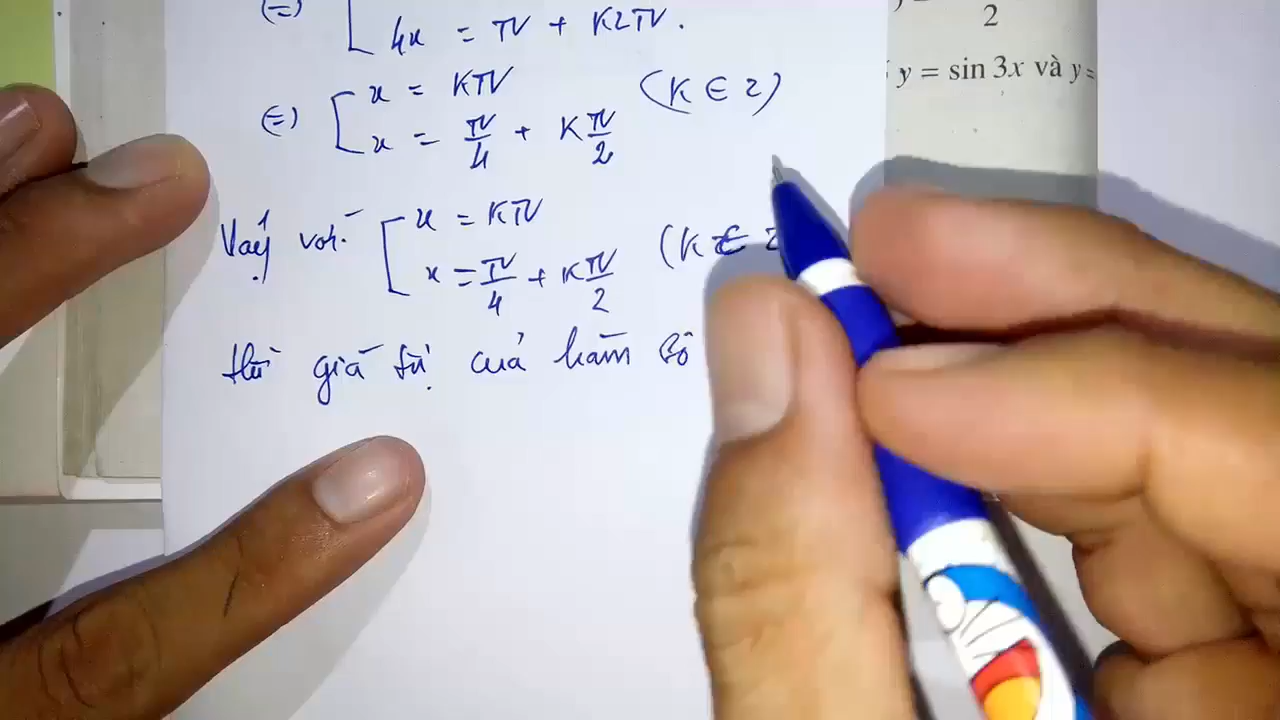 (=) [ 4x = π + k2π.
(=) [ x = kπ
x = π/4 + kπ/2 (k ∈ Z)
Vậy với [ x = kπ
x = π/4 + kπ/2 (k ∈
thì giá trị của hàm số
2
y = sin 3x và y =